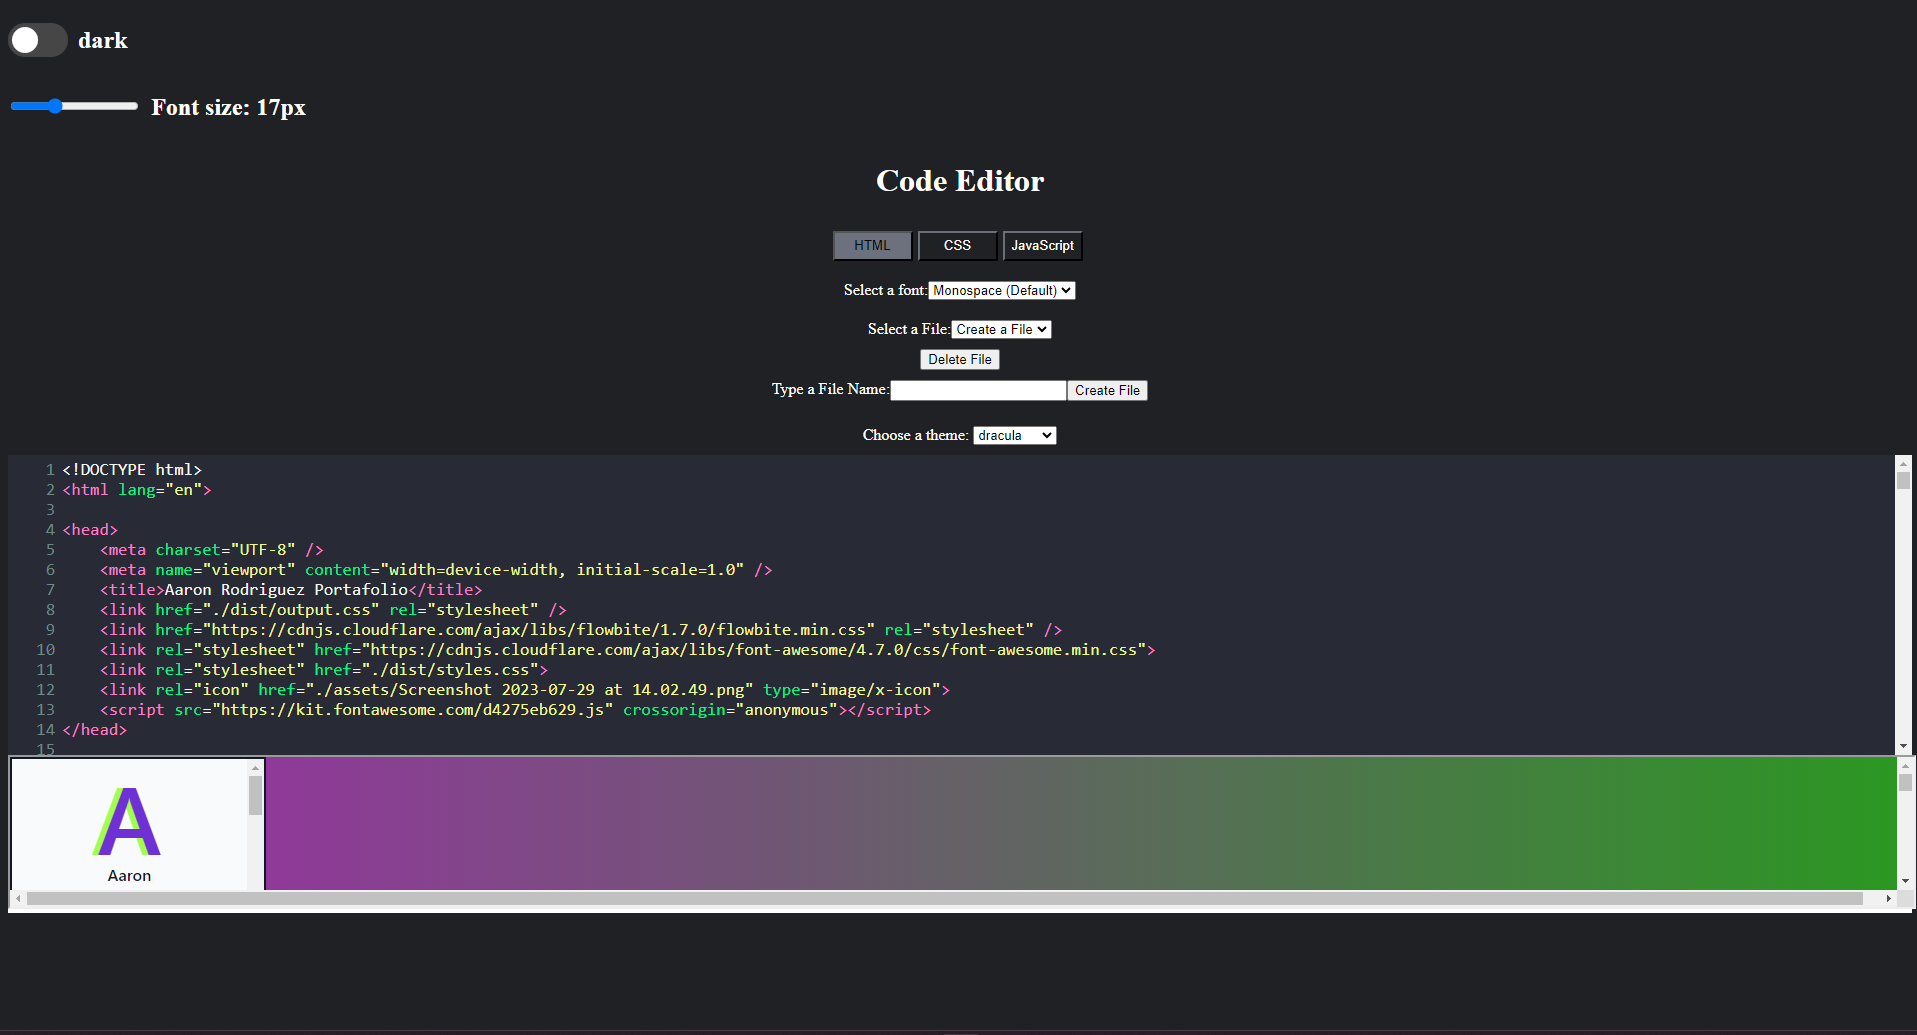 dark
Font size: 17px
Code Editor
HTML CSS JavaScript
Select a font: Monospace (Default)
Select a File: Create a File
Delete File
Type a File Name: Create File
Choose a theme: dracula
1 <!DOCTYPE html>
2 <html lang="en">
3
4 <head>
5     <meta charset="UTF-8" />
6     <meta name="viewport" content="width=device-width, initial-scale=1.0" />
7     <title>Aaron Rodriguez Portafolio</title>
8     <link href="./dist/output.css" rel="stylesheet" />
9     <link href="https://cdnjs.cloudflare.com/ajax/libs/flowbite/1.7.0/flowbite.min.css" rel="stylesheet" />
10     <link rel="stylesheet" href="https://cdnjs.cloudflare.com/ajax/libs/font-awesome/4.7.0/css/font-awesome.min.css">
11     <link rel="stylesheet" href="./dist/styles.css">
12     <link rel="icon" href="./assets/Screenshot 2023-07-29 at 14.02.49.png" type="image/x-icon">
13     <script src="https://kit.fontawesome.com/d4275eb629.js" crossorigin="anonymous"></script>
14 </head>
15
A
Aaron